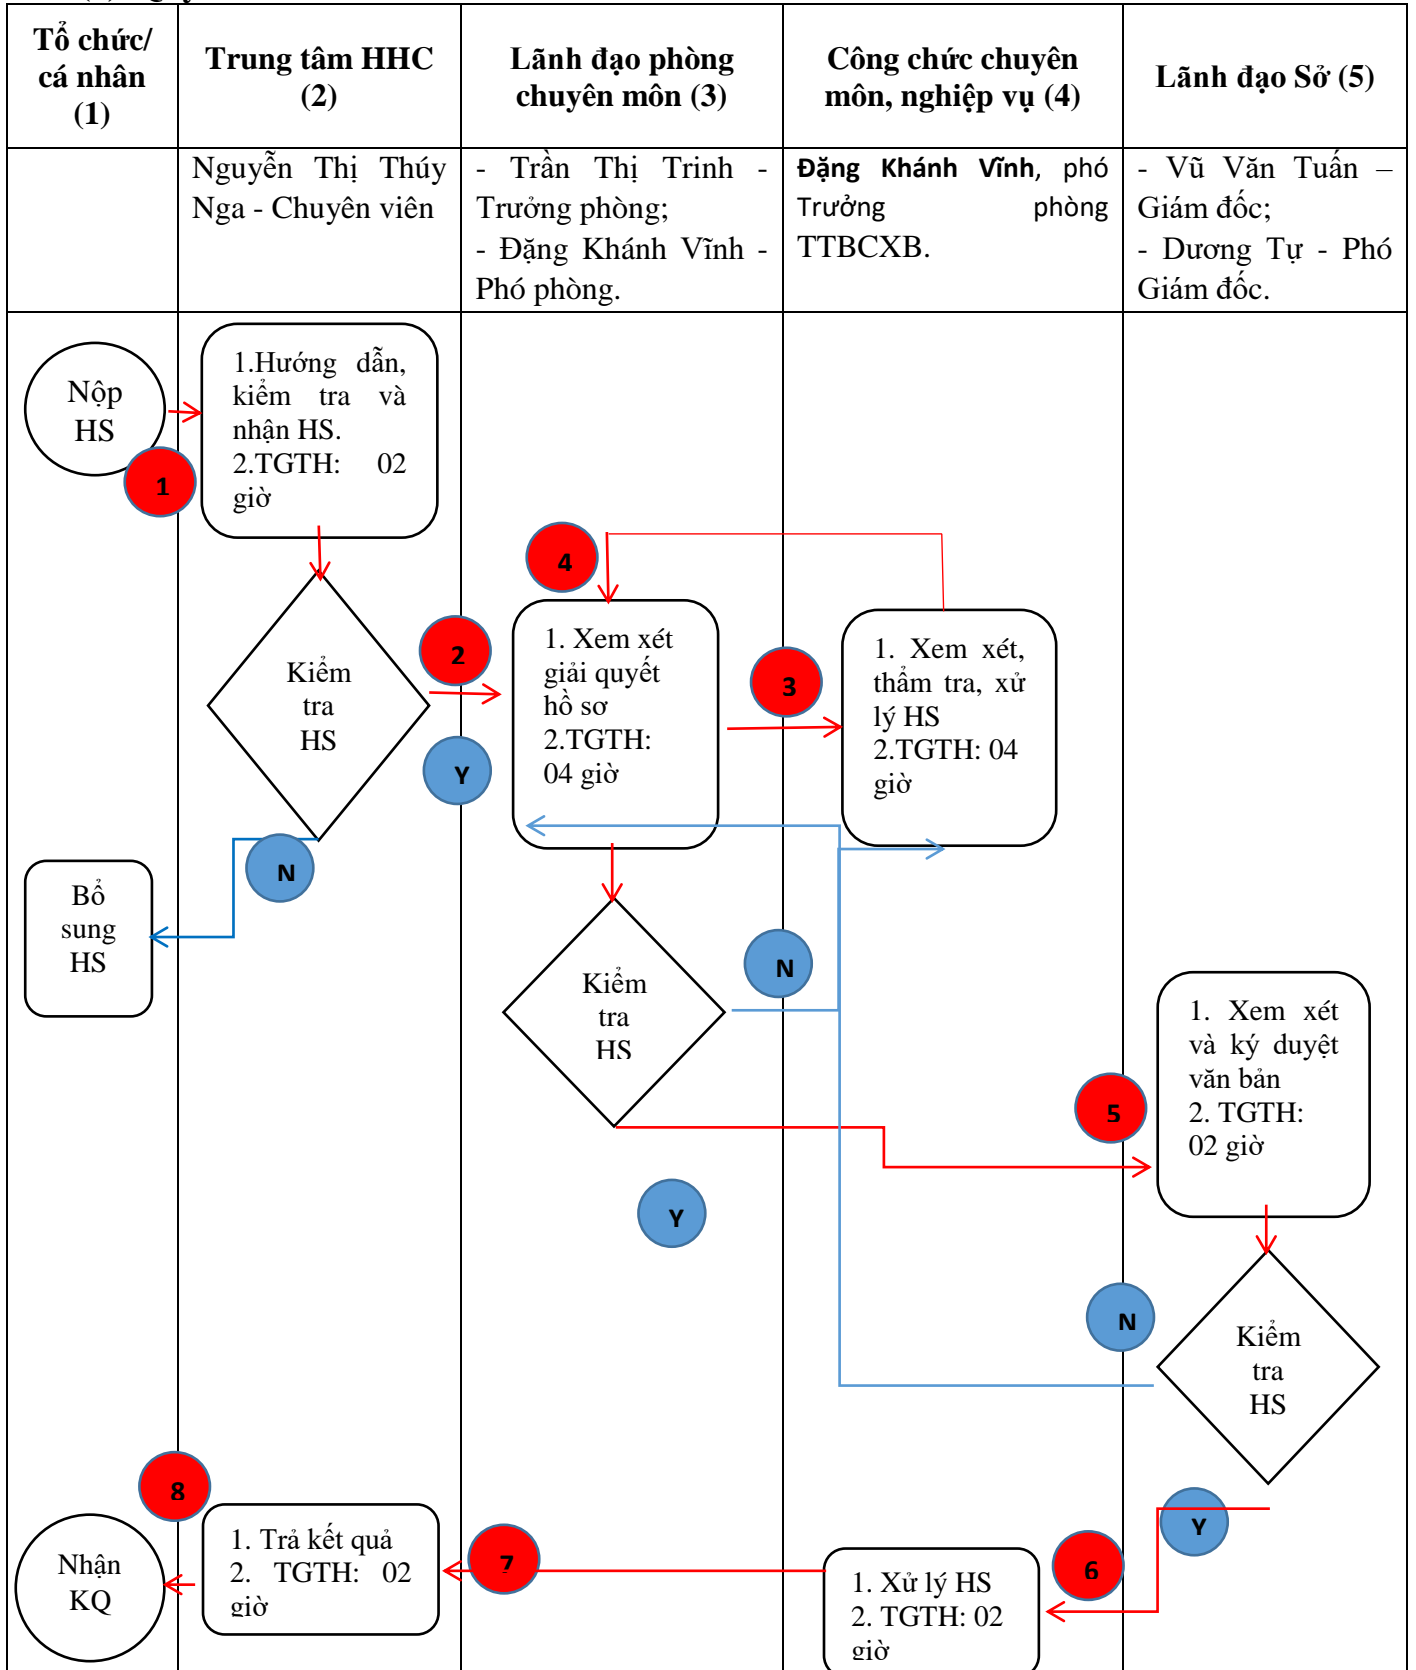 Tổ chức/
cá nhân
(1)
Trung tâm HHC
(2)
Lãnh đạo phòng
chuyên môn (3)
Công chức chuyên
môn, nghiệp vụ (4)
Lãnh đạo Sở (5)
Nguyễn Thị Thúy
Nga - Chuyên viên
- Trần Thị Trinh -
Trưởng phòng;
- Đặng Khánh Vĩnh -
Phó phòng.
Đặng Khánh Vĩnh, phó
Trưởng phòng
TTBCXB.
- Vũ Văn Tuấn –
Giám đốc;
- Dương Tự - Phó
Giám đốc.
Nộp
HS
1
1.Hướng dẫn,
kiểm tra và
nhận HS.
2.TGTH: 02
giờ
4
Kiểm
tra
HS
2
Y
N
1. Xem xét
giải quyết
hồ sơ
2.TGTH:
04 giờ
3
1. Xem xét,
thẩm tra, xử
lý HS
2.TGTH: 04
giờ
Bổ
sung
HS
Kiểm
tra
HS
N
Y
5
1. Xem xét
và ký duyệt
văn bản
2. TGTH:
02 giờ
N
Kiểm
tra
HS
Y
8
Nhận
KQ
1. Trả kết quả
2. TGTH: 02
giờ
7
1. Xử lý HS
2. TGTH: 02
giờ
6